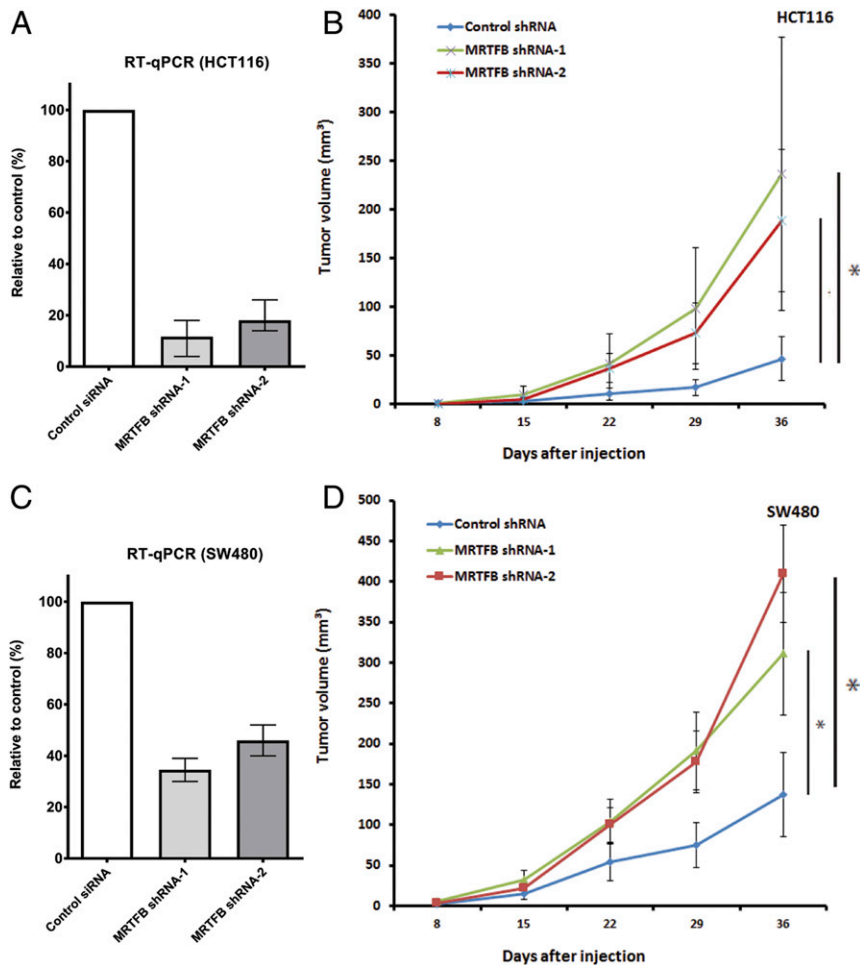 A
RT-qPCR (HCT116)
Relative to control (%)
100
80
60
40
20
0
Control siRNA
MRTFB shRNA-1
MRTFB shRNA-2
B
HCT116
Control shRNA
MRTFB shRNA-1
MRTFB shRNA-2
Tumor volume (mm³)
400
350
300
250
200
150
100
50
0
8 15 22 29 36
Days after injection
*
C
RT-qPCR (SW480)
Relative to control (%)
100
80
60
40
20
0
Control siRNA
MRTFB shRNA-1
MRTFB shRNA-2
D
SW480
Control shRNA
MRTFB shRNA-1
MRTFB shRNA-2
Tumor volume (mm³)
500
450
400
350
300
250
200
150
100
50
0
8 15 22 29 36
Days after injection
*
*